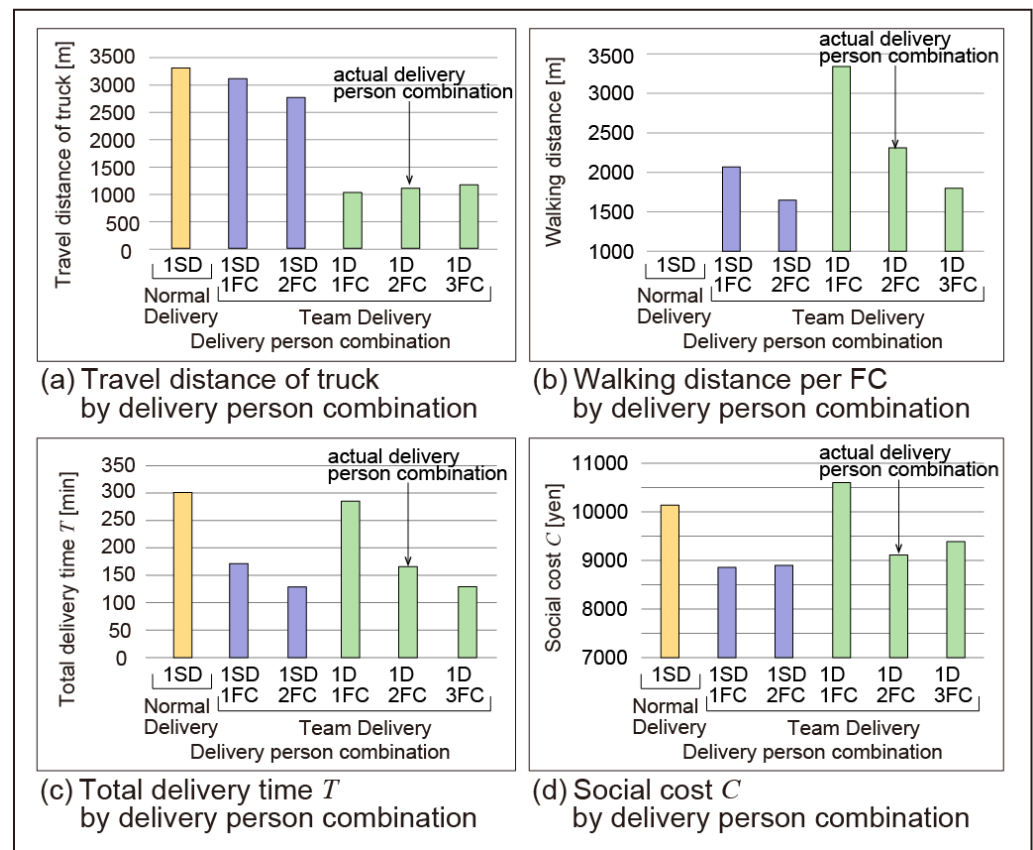 3500
3000
2500
2000
1500
1000
500
0
Travel distance of truck [m]
actual delivery
person combination
1SD
1SD
1FC
1SD
2FC
1D
1FC
1D
2FC
1D
3FC
Normal
Delivery
Team Delivery
Delivery person combination
(a) Travel distance of truck
by delivery person combination
3500
3000
2500
2000
1500
1000
Walking distance [m]
actual delivery
person combination
1SD
1SD
1FC
1SD
2FC
1D
1FC
1D
2FC
1D
3FC
Normal
Delivery
Team Delivery
Delivery person combination
(b) Walking distance per FC
by delivery person combination
350
300
250
200
150
100
50
0
Total delivery time T [min]
actual delivery
person combination
1SD
1SD
1FC
1SD
2FC
1D
1FC
1D
2FC
1D
3FC
Normal
Delivery
Team Delivery
Delivery person combination
(c) Total delivery time T
by delivery person combination
11000
10000
9000
8000
7000
Social cost C [yen]
actual delivery
person combination
1SD
1SD
1FC
1SD
2FC
1D
1FC
1D
2FC
1D
3FC
Normal
Delivery
Team Delivery
Delivery person combination
(d) Social cost C
by delivery person combination